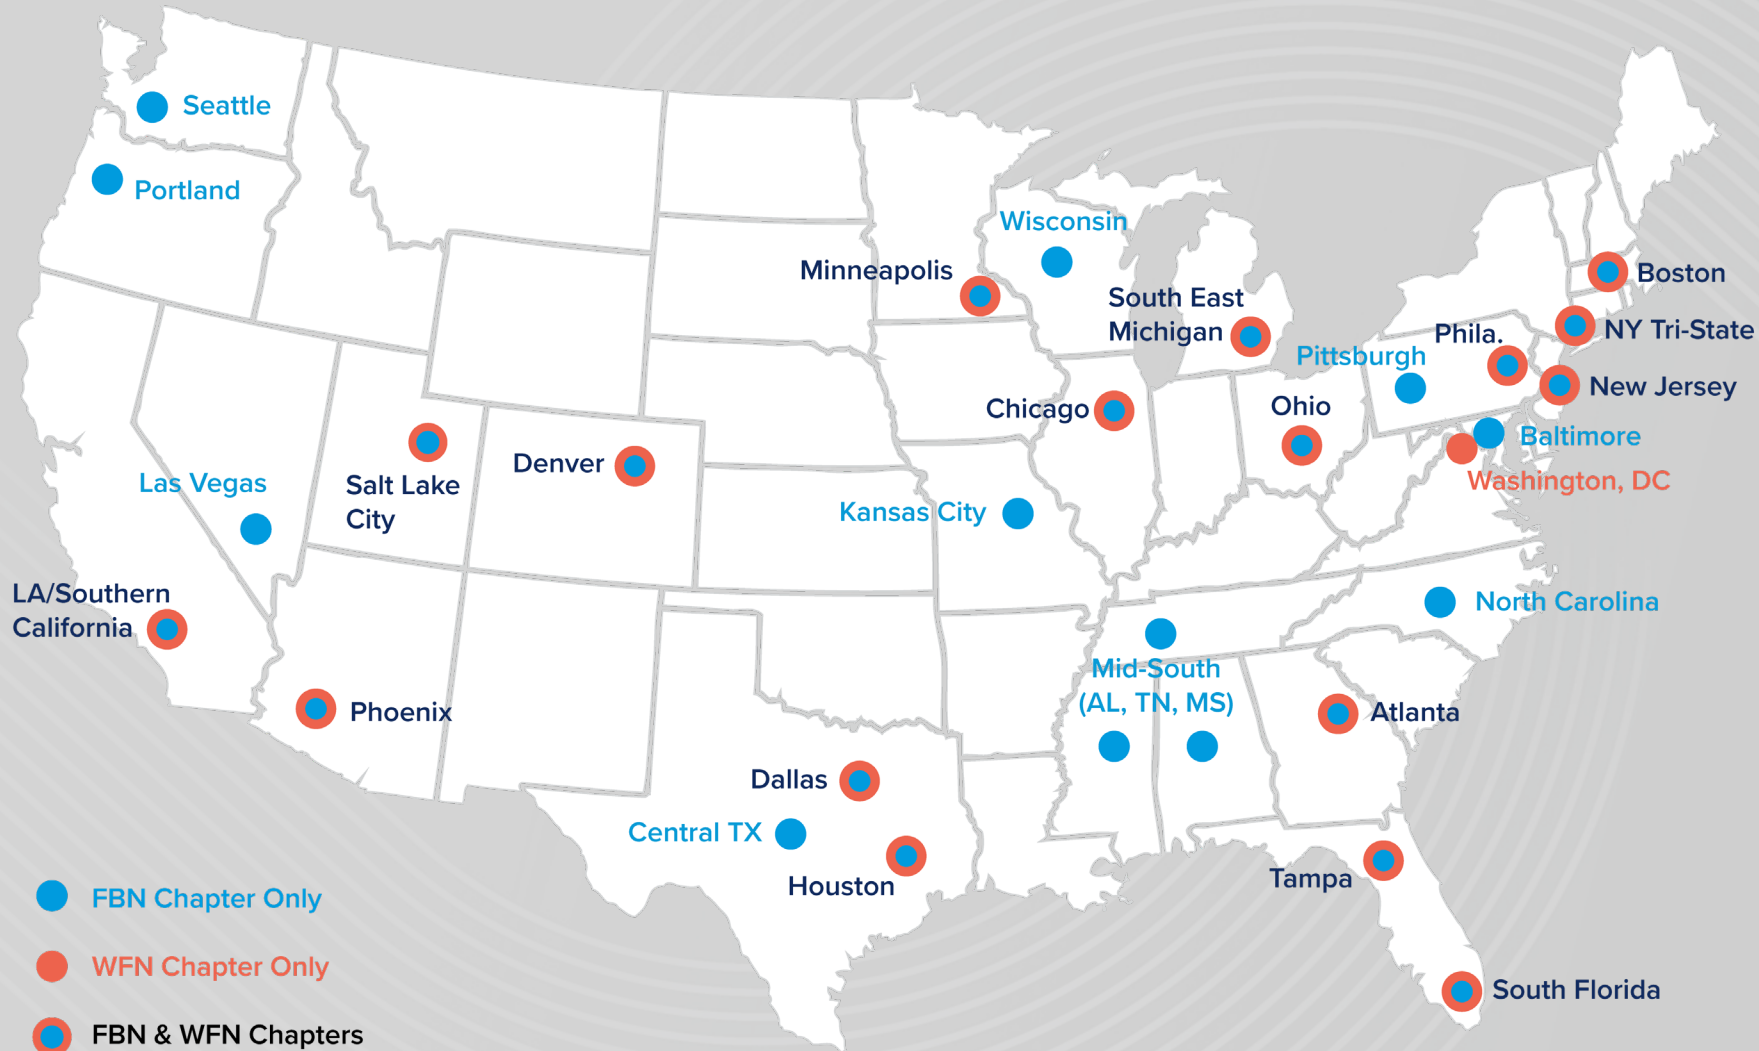 Seattle
Portland
Wisconsin
Minneapolis
South East
Michigan
Boston
NY Tri-State
Phila.
Pittsburgh
New Jersey
Chicago
Ohio
Baltimore
Washington, DC
Denver
Las Vegas
Salt Lake
City
Kansas City
LA/Southern
California
North Carolina
Mid-South
(AL, TN, MS)
Phoenix
Atlanta
Dallas
Central TX
Houston
Tampa
South Florida
FBN Chapter Only
WFN Chapter Only
FBN & WFN Chapters